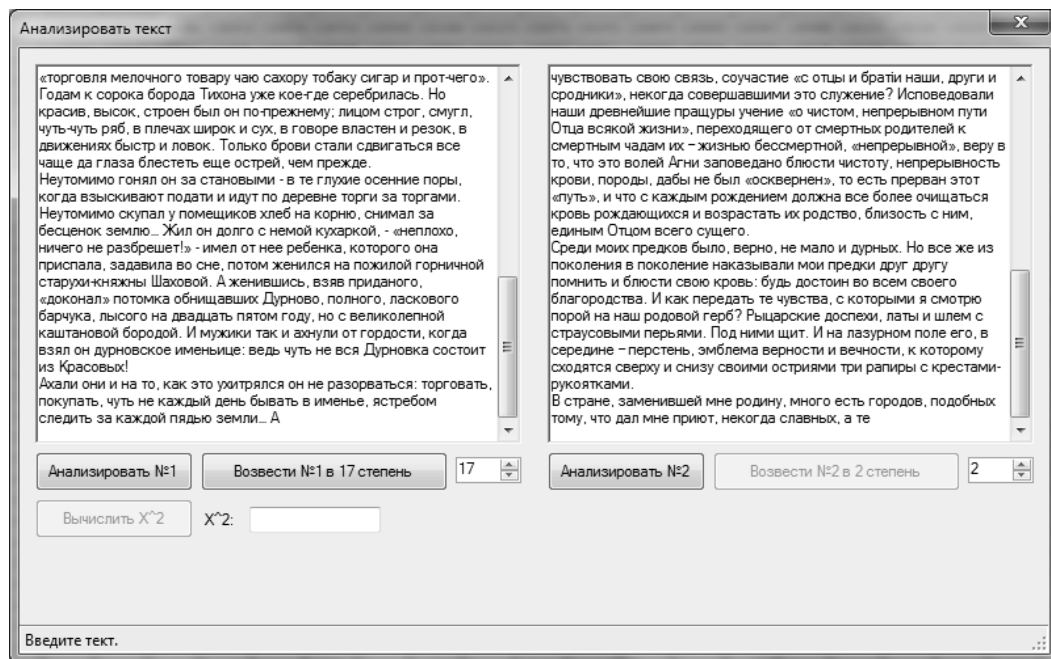 Анализировать текст
«торговля мелочного товару чаю сахору тобаку сигар и прот-чего».
Годам к сорока борода Тихона уже кое-где серебрилась. Но
красив, высок, строен был он по-прежнему; лицом строг, смугл,
чуть-чуть ряб, в плечах широк и сух, в говоре властен и резок, в
движениях быстр и ловок. Только брови стали сдвигаться все
чаще да глаза блестеть еще острей, чем прежде.
Неутомимо гонял он за становыми - в те глухие осенние поры,
когда взыскивают подати и идут по деревне торги за торгами.
Неутомимо скупал у помещиков хлеб на корню, снимал за
бесценок землю... Жил он долго с немой кухаркой, - «неплохо,
ничего не разбрешет!» - имел от нее ребенка, которого она
приспала, задавила во сне, потом женился на пожилой горничной
старухи-княжны Шаховой. А женившись, взяв приданого,
«доконал» потомка обнищавших Дурново, полного, ласкового
барчука, лысого на двадцать пятом году, но с великолепной
каштановой бородой. И мужики так и ахнули от гордости, когда
взял он дурновское именьице: ведь чуть не вся Дурновка состоит
из Красовых!
Ахали они и на то, как это ухитрялся он не разорваться: торговать,
покупать, чуть не каждый день бывать в именье, ястребом
следить за каждой пядью земли... А
чувствовать свою связь, соучастие «с отцы и братіи наши, други и
сродники», некогда совершавшими это служение? Исповедовали
наши древнейшие пращуры учение «о чистом, непрерывном пути
Отца всякой жизни», переходящего от смертных родителей к
смертным чадам их – жизнью бессмертной, «непрерывной», веру в
то, что это волей Агни заповедано блюсти чистоту, непрерывность
крови, породы, дабы не был «осквернен», то есть прерван этот
«путь», и что с каждым рождением должна все более очищаться
кровь рождающихся и возрастать их родство, близость с ним,
единым Отцом всего сущего.
Среди моих предков было, верно, не мало и дурных. Но все же из
поколения в поколение наказывали мои предки друг другу
помнить и блюсти свою кровь: будь достоин во всем своего
благородства. И как передать те чувства, с которыми я смотрю
порой на наш родовой герб? Рыцарские доспехи, латы и шлем с
страусовыми перьями. Под ними щит. И на лазурном поле его, в
середине – перстень, эмблема верности и вечности, к которому
сходятся сверху и снизу своими остриями три рапиры с крестами-
рукоятками.
В стране, заменившей мне родину, много есть городов, подобных
тому, что дал мне приют, некогда славных, а те
Анализировать №1 Возвести №1 в 17 степень 17
Анализировать №2 Возвести №2 в 2 степень 2
Вычислить X^2 X^2:
Введите тект.